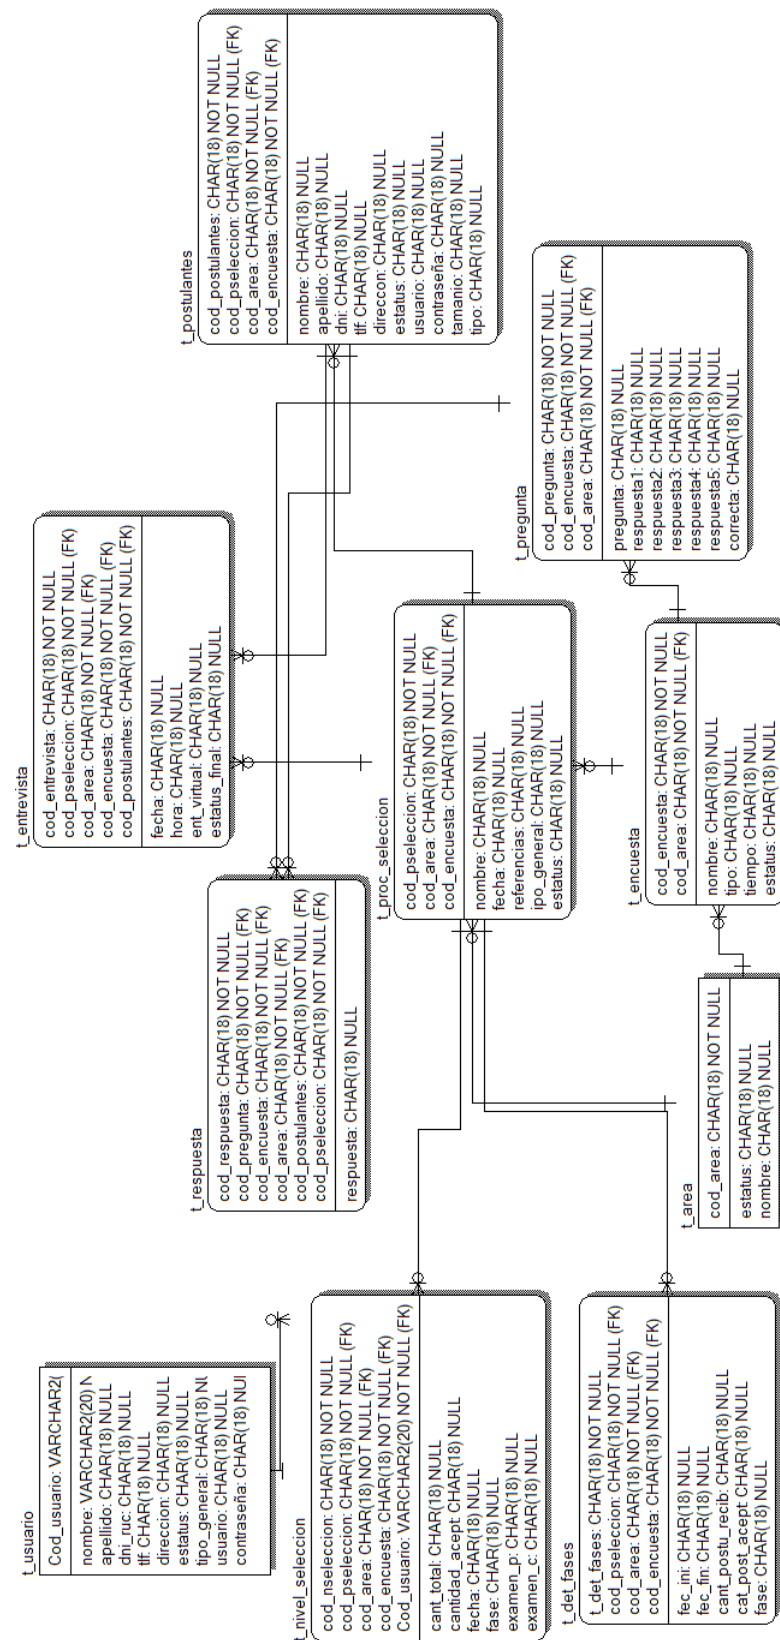 t_usuario
Cod_usuario: VARCHAR2(
nombre: VARCHAR2(20) N
apellido: CHAR(18) NULL
dni_ruc: CHAR(18) NULL
tlf: CHAR(18) NULL
direccion: CHAR(18) NULL
estatus: CHAR(18) NULL
tipo_general: CHAR(18) NU
usuario: CHAR(18) NULL
contraseña: CHAR(18) NUI
t_respuesta
cod_respuesta: CHAR(18) NOT NULL
cod_pregunta: CHAR(18) NOT NULL (FK)
cod_encuesta: CHAR(18) NOT NULL (FK)
cod_area: CHAR(18) NOT NULL (FK)
cod_postulantes: CHAR(18) NOT NULL (FK)
cod_pseleccion: CHAR(18) NOT NULL (FK)
respuesta: CHAR(18) NULL
t_entrevista
cod_entrevista: CHAR(18) NOT NULL
cod_pseleccion: CHAR(18) NOT NULL (FK)
cod_area: CHAR(18) NOT NULL (FK)
cod_encuesta: CHAR(18) NOT NULL (FK)
cod_postulantes: CHAR(18) NOT NULL (FK)
fecha: CHAR(18) NULL
hora: CHAR(18) NULL
ent_virtual: CHAR(18) NULL
estatus_final: CHAR(18) NULL
t_postulantes
cod_postulantes: CHAR(18) NOT NULL
cod_pseleccion: CHAR(18) NOT NULL (FK)
cod_area: CHAR(18) NOT NULL (FK)
cod_encuesta: CHAR(18) NOT NULL (FK)
nombre: CHAR(18) NULL
apellido: CHAR(18) NULL
dni: CHAR(18) NULL
tlf: CHAR(18) NULL
direccon: CHAR(18) NULL
estatus: CHAR(18) NULL
usuario: CHAR(18) NULL
contraseña: CHAR(18) NULL
tamanio: CHAR(18) NULL
tipo: CHAR(18) NULL
t_nivel_seleccion
cod_nseleccion: CHAR(18) NOT NULL
cod_pseleccion: CHAR(18) NOT NULL (FK)
cod_area: CHAR(18) NOT NULL (FK)
cod_encuesta: CHAR(18) NOT NULL (FK)
Cod_usuario: VARCHAR2(20) NOT NULL (FK)
cant_total: CHAR(18) NULL
cantidad_acept: CHAR(18) NULL
fecha: CHAR(18) NULL
fase: CHAR(18) NULL
examen_p: CHAR(18) NULL
examen_c: CHAR(18) NULL
t_proc_seleccion
cod_pseleccion: CHAR(18) NOT NULL
cod_area: CHAR(18) NOT NULL (FK)
cod_encuesta: CHAR(18) NOT NULL (FK)
nombre: CHAR(18) NULL
fecha: CHAR(18) NULL
referencias: CHAR(18) NULL
ipo_general: CHAR(18) NULL
estatus: CHAR(18) NULL
t_pregunta
cod_pregunta: CHAR(18) NOT NULL
cod_encuesta: CHAR(18) NOT NULL (FK)
cod_area: CHAR(18) NOT NULL (FK)
pregunta: CHAR(18) NULL
respuesta1: CHAR(18) NULL
respuesta2: CHAR(18) NULL
respuesta3: CHAR(18) NULL
respuesta4: CHAR(18) NULL
respuesta5: CHAR(18) NULL
correcta: CHAR(18) NULL
t_det_fases
t_det_fases: CHAR(18) NOT NULL
cod_pseleccion: CHAR(18) NOT NULL (FK)
cod_area: CHAR(18) NOT NULL (FK)
cod_encuesta: CHAR(18) NOT NULL (FK)
fec_ini: CHAR(18) NULL
fec_fin: CHAR(18) NULL
cant_postu_recib: CHAR(18) NULL
cat_post_acept: CHAR(18) NULL
fase: CHAR(18) NULL
t_area
cod_area: CHAR(18) NOT NULL
estatus: CHAR(18) NULL
nombre: CHAR(18) NULL
t_encuesta
cod_encuesta: CHAR(18) NOT NULL
cod_area: CHAR(18) NOT NULL (FK)
nombre: CHAR(18) NULL
tipo: CHAR(18) NULL
tiempo: CHAR(18) NULL
estatus: CHAR(18) NULL